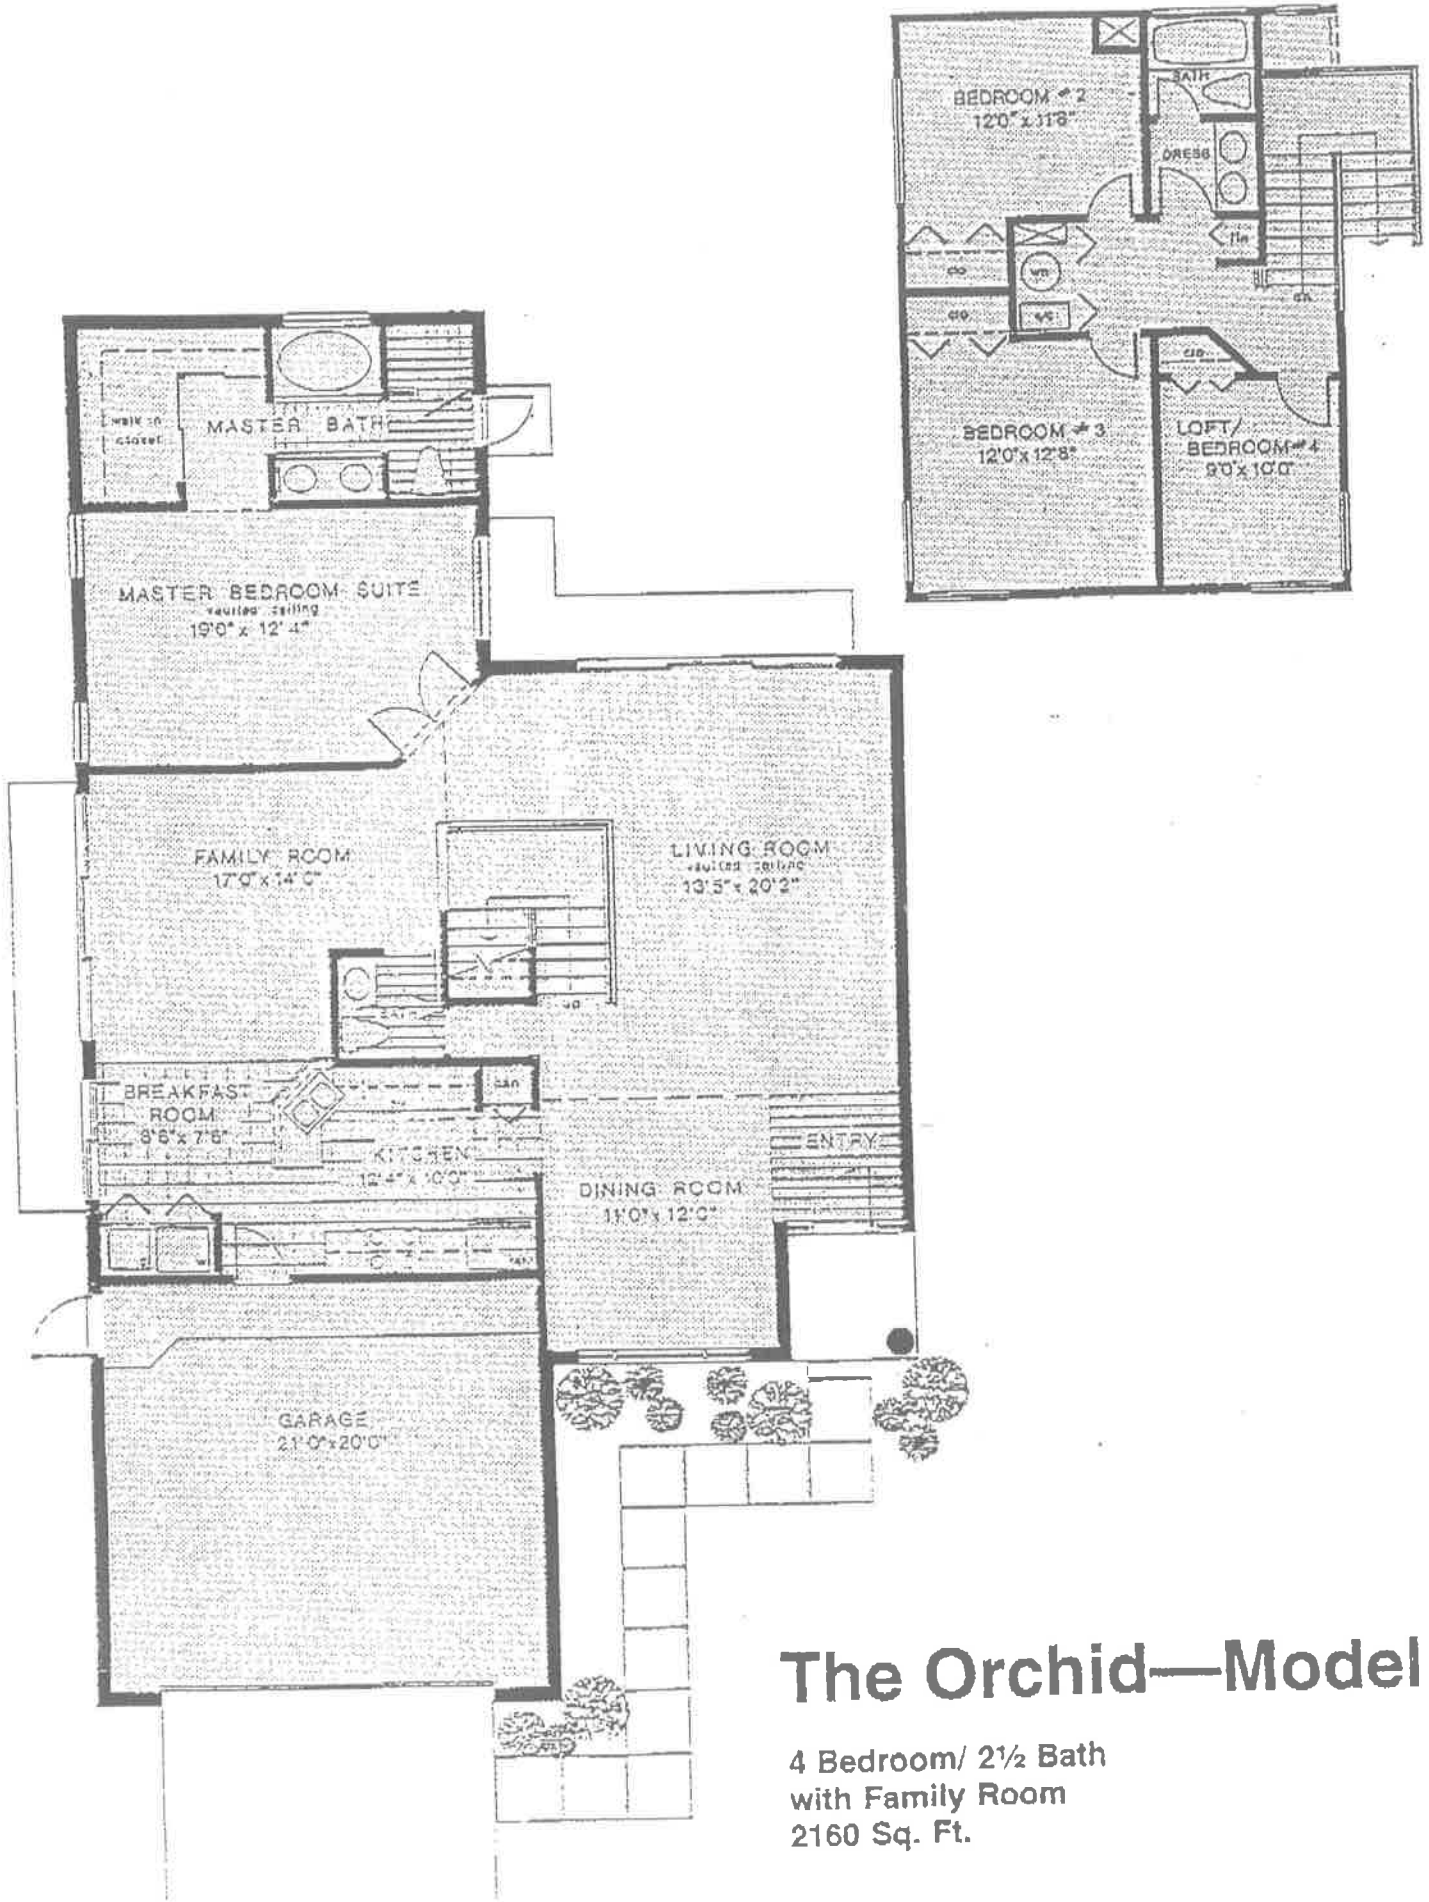 BEDROOM #2
12'0" x 11'8"
BATH
DRESS
lin
clo
WH
clo
A/C
dn
clo
BEDROOM #3
12'0" x 12'8"
LOFT/
BEDROOM #4
9'0" x 10'0"
walk in
closet
MASTER BATH
MASTER BEDROOM SUITE
vaulted ceiling
19'0" x 12'4"
FAMILY ROOM
17'0" x 14'0"
LIVING ROOM
vaulted ceiling
13'5" x 20'2"
up
BATH
BREAKFAST
ROOM
8'6" x 7'6"
pan
KITCHEN
12'4" x 10'0"
ENTRY
DINING ROOM
11'0" x 12'0"
GARAGE
21'0" x 20'0"
The Orchid—Model
4 Bedroom/ 2½ Bath
with Family Room
2160 Sq. Ft.